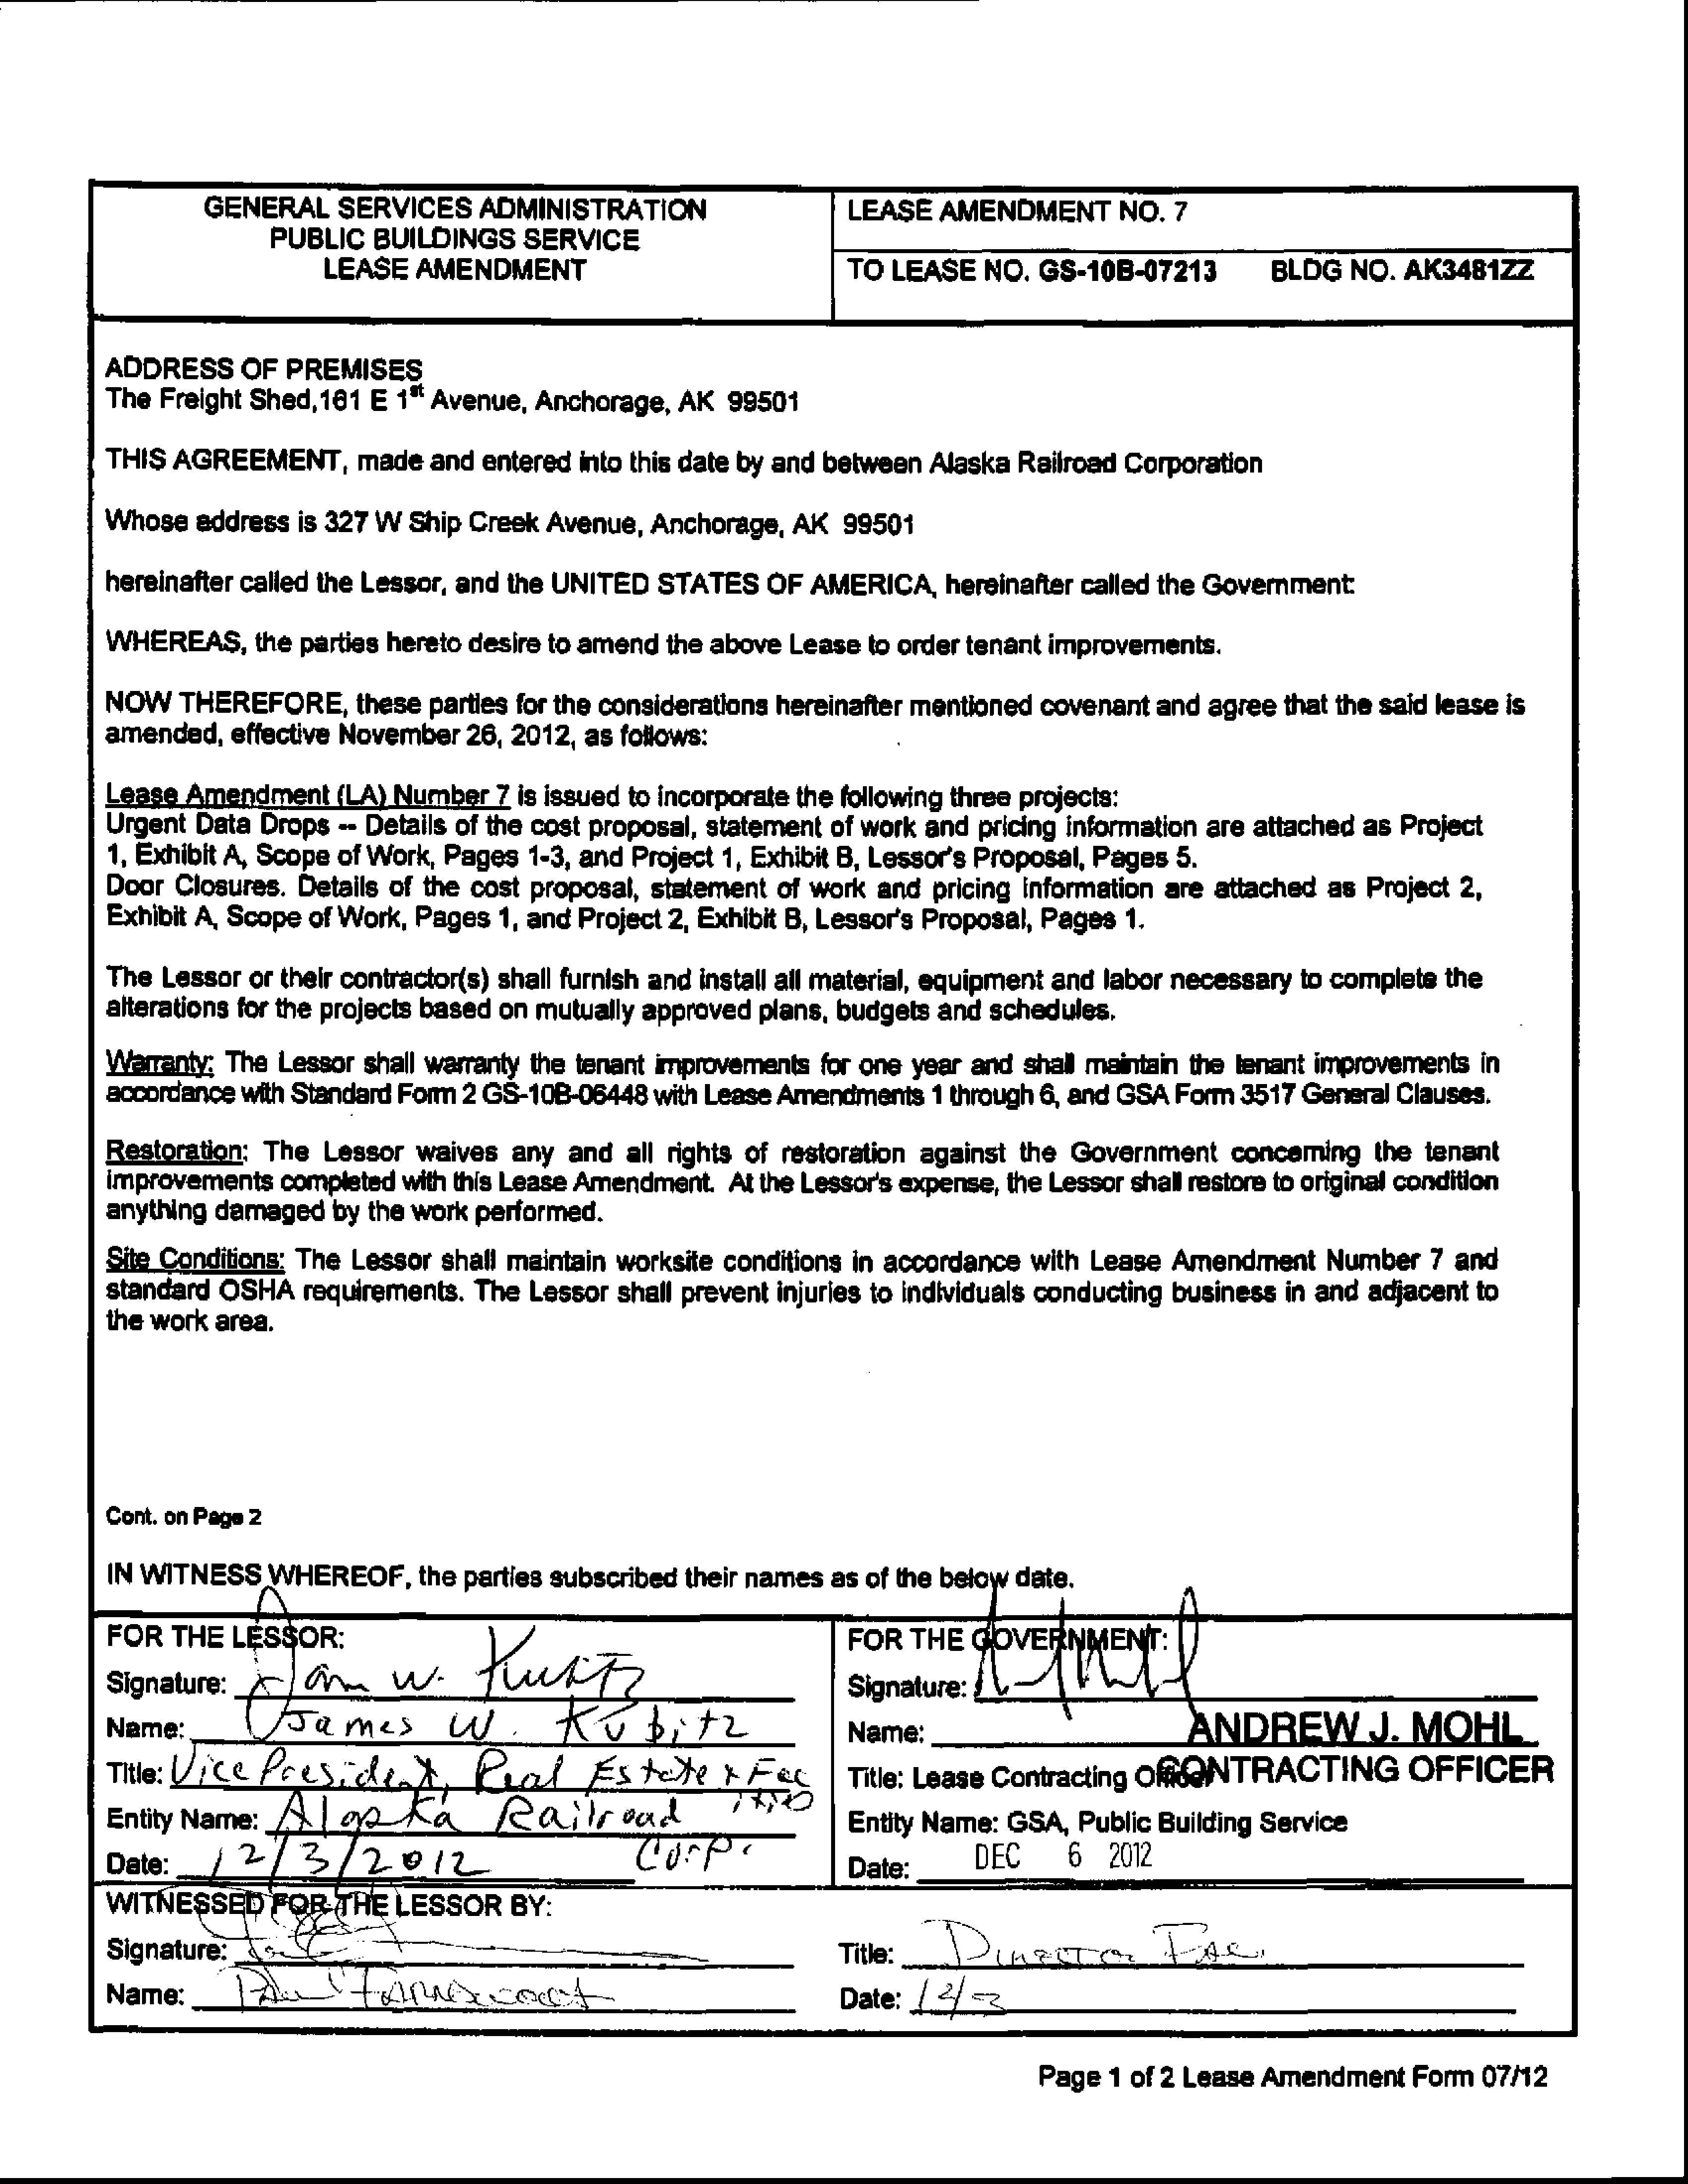 GENERAL SERVICES ADMINISTRATION
PUBLIC BUILDINGS SERVICE
LEASE AMENDMENT
LEASE AMENDMENT NO. 7
TO LEASE NO. GS-10B-07213 BLDG NO. AK3481ZZ
ADDRESS OF PREMISES
The Freight Shed,161 E 1st Avenue, Anchorage, AK 99501
THIS AGREEMENT, made and entered into this date by and between Alaska Railroad Corporation
Whose address is 327 W Ship Creek Avenue, Anchorage, AK 99501
hereinafter called the Lessor, and the UNITED STATES OF AMERICA, hereinafter called the Government:
WHEREAS, the parties hereto desire to amend the above Lease to order tenant improvements.
NOW THEREFORE, these parties for the considerations hereinafter mentioned covenant and agree that the said lease is
amended, effective November 26, 2012, as follows:
Lease Amendment (LA) Number 7 is issued to incorporate the following three projects:
Urgent Data Drops -- Details of the cost proposal, statement of work and pricing information are attached as Project
1, Exhibit A, Scope of Work, Pages 1-3, and Project 1, Exhibit B, Lessor's Proposal, Pages 5.
Door Closures. Details of the cost proposal, statement of work and pricing information are attached as Project 2,
Exhibit A, Scope of Work, Pages 1, and Project 2, Exhibit B, Lessor's Proposal, Pages 1.
The Lessor or their contractor(s) shall furnish and install all material, equipment and labor necessary to complete the
alterations for the projects based on mutually approved plans, budgets and schedules.
Warranty: The Lessor shall warranty the tenant improvements for one year and shall maintain the tenant improvements in
accordance with Standard Form 2 GS-10B-06448 with Lease Amendments 1 through 6, and GSA Form 3517 General Clauses.
Restoration: The Lessor waives any and all rights of restoration against the Government concerning the tenant
improvements completed with this Lease Amendment. At the Lessor's expense, the Lessor shall restore to original condition
anything damaged by the work performed.
Site Conditions: The Lessor shall maintain worksite conditions in accordance with Lease Amendment Number 7 and
standard OSHA requirements. The Lessor shall prevent injuries to individuals conducting business in and adjacent to
the work area.
Cont. on Page 2
IN WITNESS WHEREOF, the parties subscribed their names as of the below date.
FOR THE LESSOR:
Signature: W.
Name: James W. Kubitz
Title: Vice President, Real Estate & Facilities
Entity Name: Alaska Railroad Corp.
Date: 12/3/2012
FOR THE GOVERNMENT:
Signature:
Name: ANDREW J. MOHL
Title: Lease Contracting Officer CONTRACTING OFFICER
Entity Name: GSA, Public Building Service
Date: DEC 6 2012
WITNESSED FOR THE LESSOR BY:
Signature:
Name:
Title: Director Fac.
Date: 12/3
Page 1 of 2 Lease Amendment Form 07/12